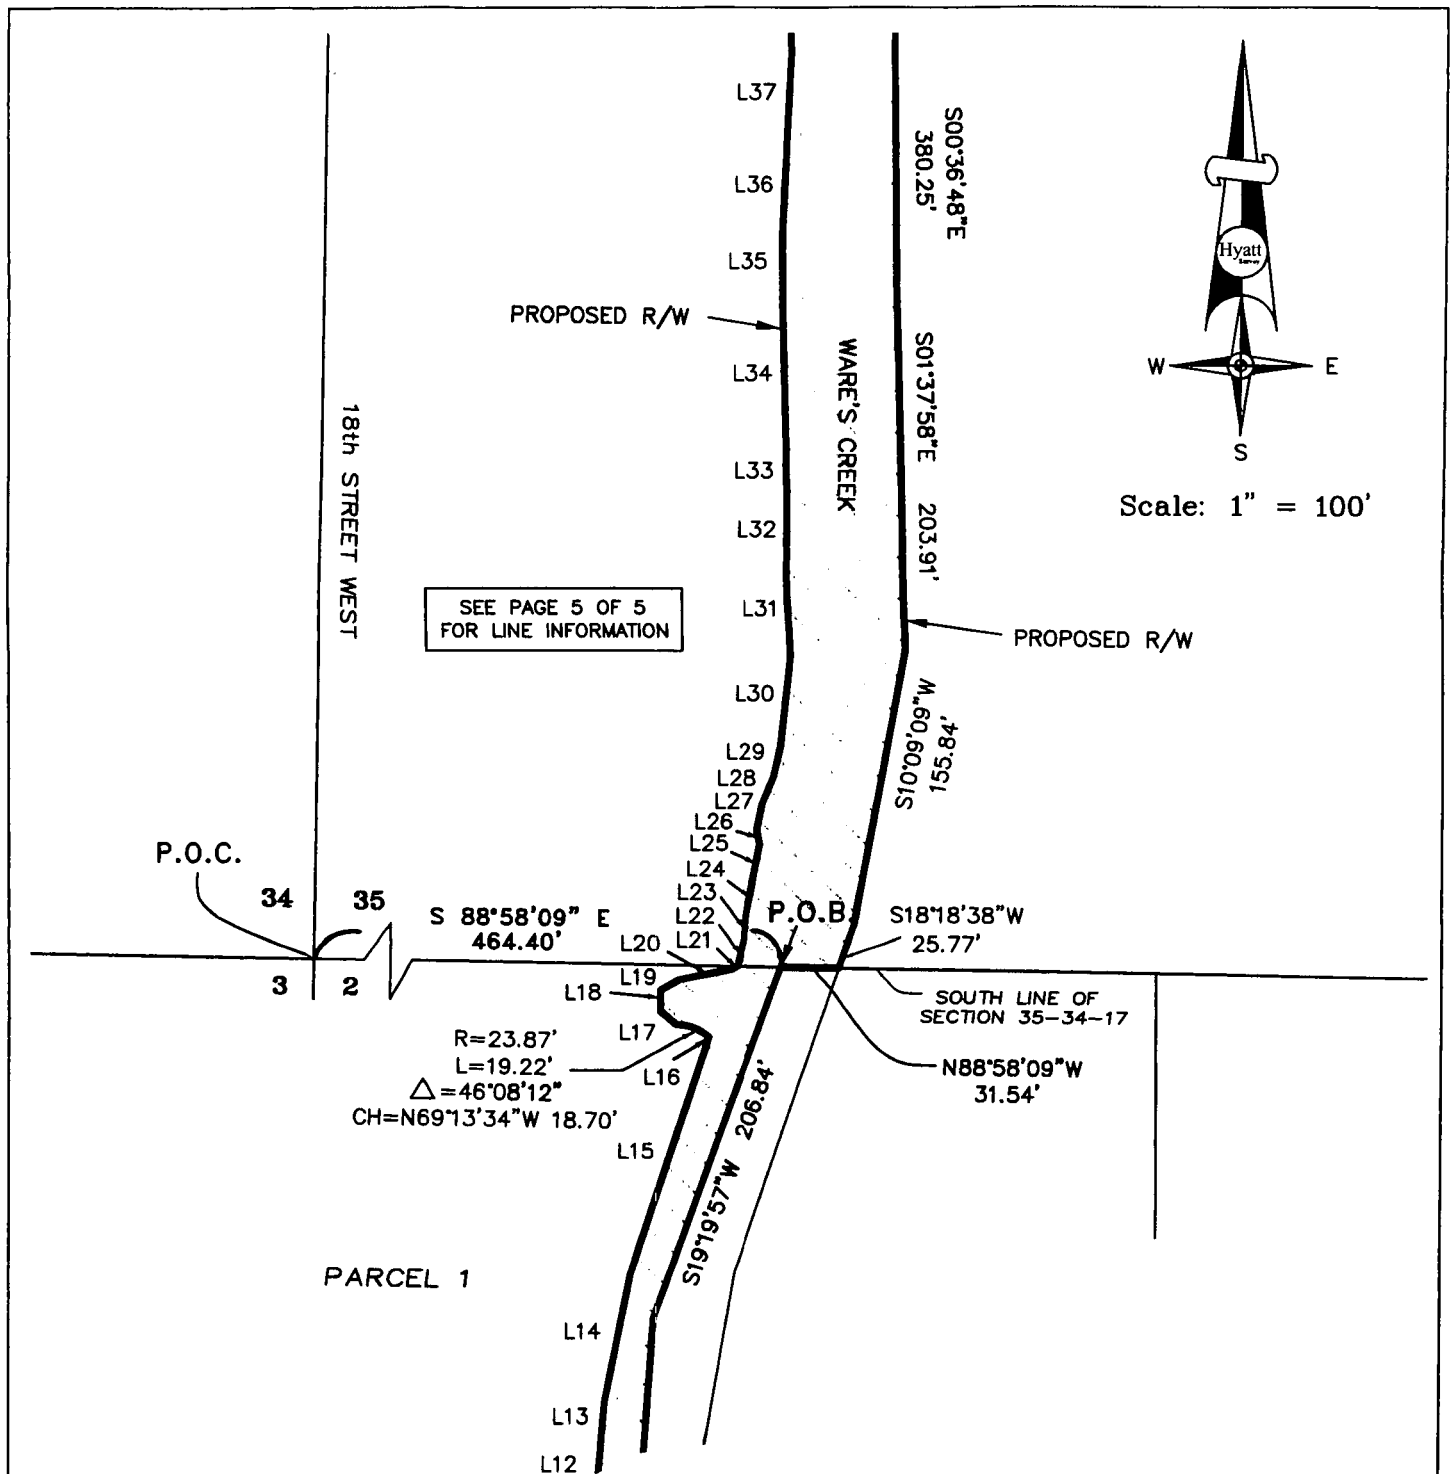 L37
S00°36'48"E
380.25'
L36
Hyatt
Survey
L35
PROPOSED R/W
L34
WARE'S CREEK
S01°37'58"E 203.91'
W
E
S
18th STREET WEST
L33
Scale: 1" = 100'
L32
L31
SEE PAGE 5 OF 5
FOR LINE INFORMATION
PROPOSED R/W
L30
S10°09'09"W
155.84'
L29
L28
L27
L26
L25
P.O.C.
L24
34
35
L23
P.O.B.
S 88°58'09" E
464.40'
L22
S18°18'38"W
25.77'
L21
L20
L19
3
2
L18
SOUTH LINE OF
SECTION 35-34-17
L17
R=23.87'
L=19.22'
△=46°08'12"
CH=N69°13'34"W 18.70'
L16
N88°58'09"W
31.54'
L15
S19°19'57"W 206.84'
PARCEL 1
L14
L13
L12